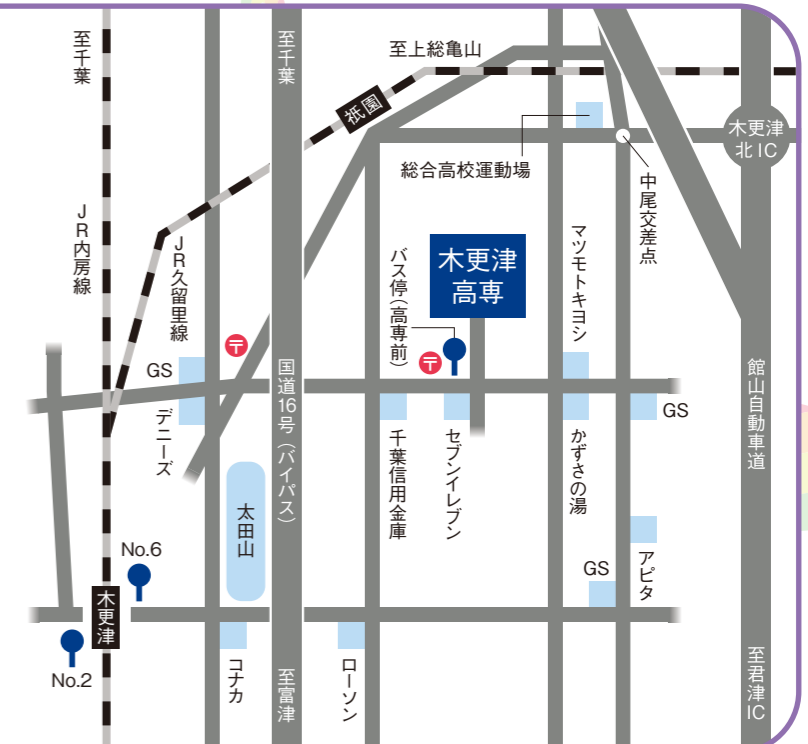 至千葉
至千葉
至上総亀山
祇園
木更津
北IC
総合高校運動場
中尾交差点
JR内房線
JR久留里線
バス停(高専前)
木更津
高専
マツモトキヨシ
〒
〒
GS
デニーズ
国道16号(バイパス)
館山自動車道
千葉信用金庫
セブンイレブン
かずさの湯
GS
太田山
No.6
アピタ
GS
木更津
No.2
コナカ
至富津
ローソン
至君津IC